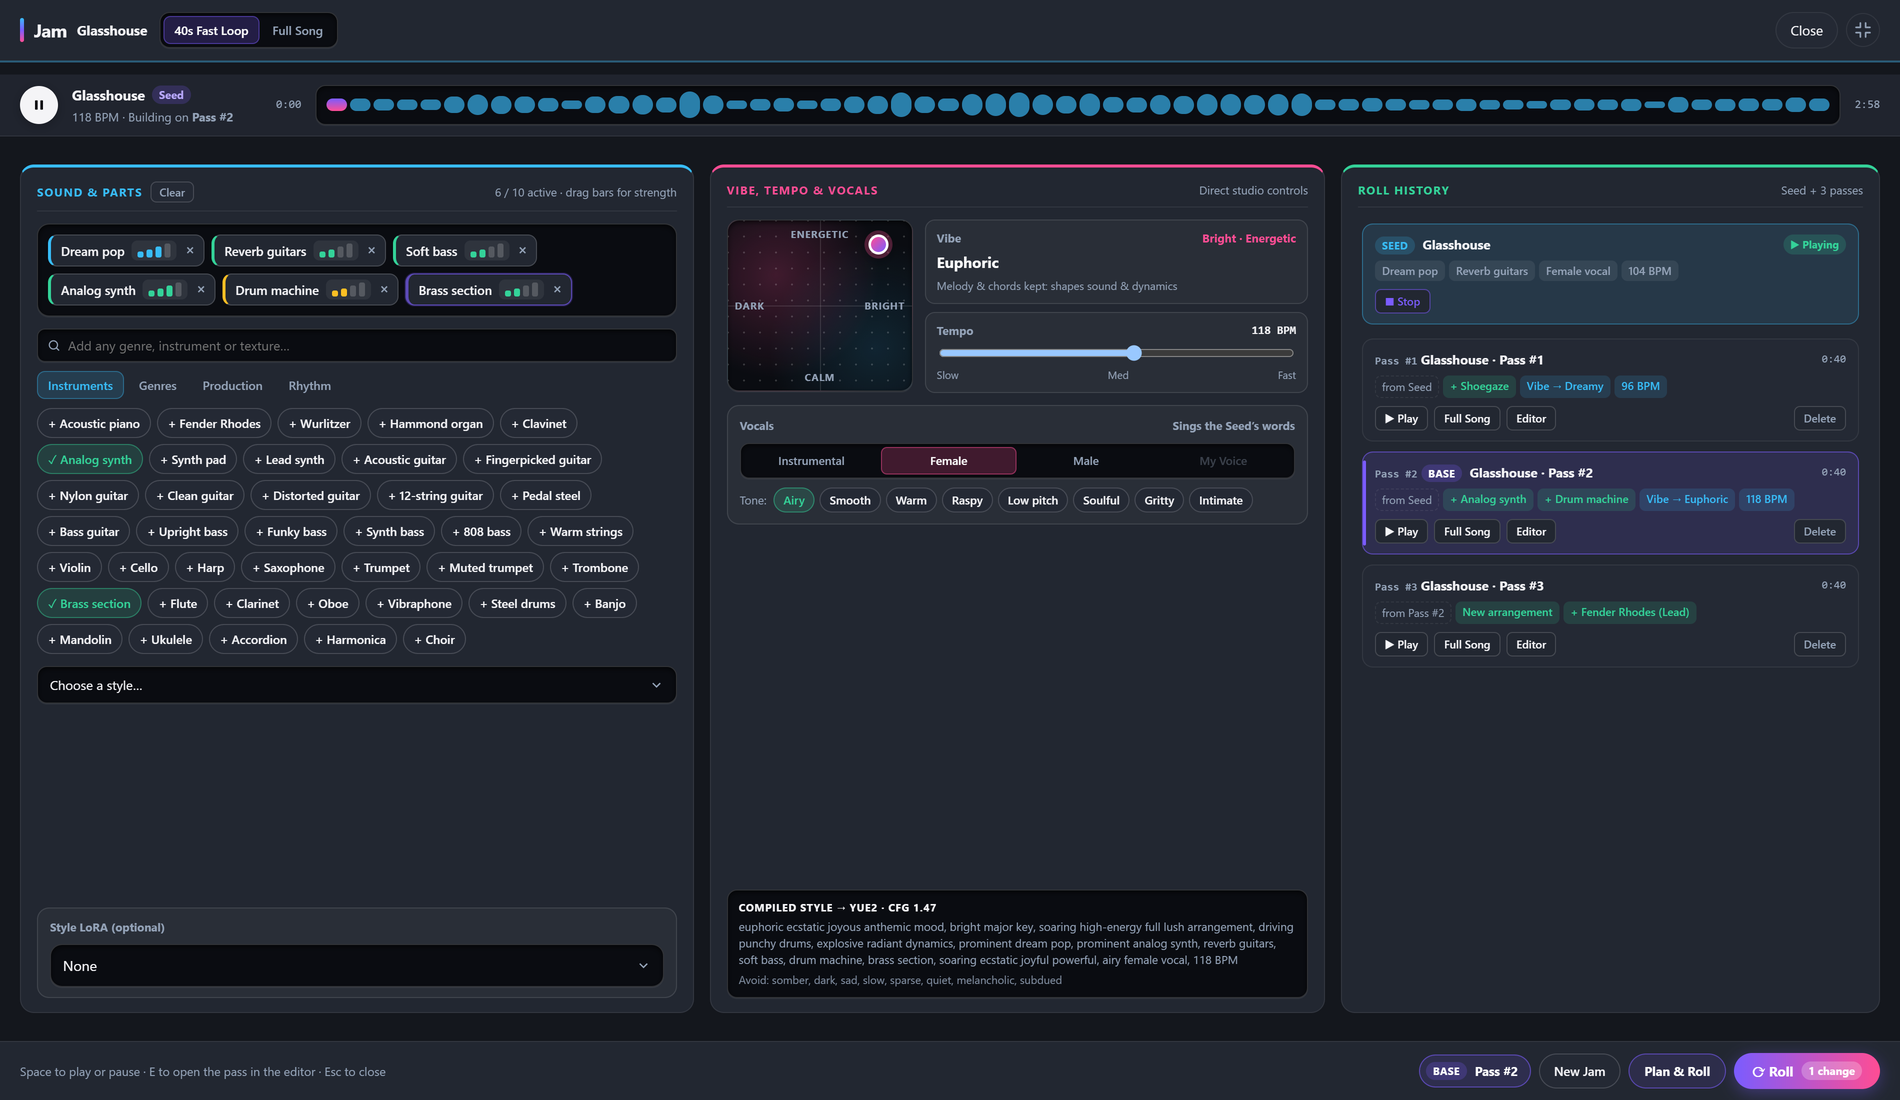 Jam Glasshouse 40s Fast Loop Full Song Close
Glasshouse Seed
118 BPM · Building on Pass #2
0:00
2:58
SOUND & PARTS Clear 6 / 10 active · drag bars for strength
Dream pop × Reverb guitars × Soft bass ×
Analog synth × Drum machine × Brass section ×
Add any genre, instrument or texture...
Instruments Genres Production Rhythm
+ Acoustic piano + Fender Rhodes + Wurlitzer + Hammond organ + Clavinet
✓ Analog synth + Synth pad + Lead synth + Acoustic guitar + Fingerpicked guitar
+ Nylon guitar + Clean guitar + Distorted guitar + 12-string guitar + Pedal steel
+ Bass guitar + Upright bass + Funky bass + Synth bass + 808 bass + Warm strings
+ Violin + Cello + Harp + Saxophone + Trumpet + Muted trumpet + Trombone
✓ Brass section + Flute + Clarinet + Oboe + Vibraphone + Steel drums + Banjo
+ Mandolin + Ukulele + Accordion + Harmonica + Choir
Choose a style...
Style LoRA (optional)
None
VIBE, TEMPO & VOCALS Direct studio controls
ENERGETIC
DARK BRIGHT
CALM
Vibe Bright · Energetic
Euphoric
Melody & chords kept: shapes sound & dynamics
Tempo 118 BPM
Slow Med Fast
Vocals Sings the Seed's words
Instrumental Female Male My Voice
Tone: Airy Smooth Warm Raspy Low pitch Soulful Gritty Intimate
COMPILED STYLE → YUE2 · CFG 1.47
euphoric ecstatic joyous anthemic mood, bright major key, soaring high-energy full lush arrangement, driving
punchy drums, explosive radiant dynamics, prominent dream pop, prominent analog synth, reverb guitars,
soft bass, drum machine, brass section, soaring ecstatic joyful powerful, airy female vocal, 118 BPM
Avoid: somber, dark, sad, slow, sparse, quiet, melancholic, subdued
ROLL HISTORY Seed + 3 passes
SEED Glasshouse ▶ Playing
Dream pop Reverb guitars Female vocal 104 BPM
■ Stop
Pass #1 Glasshouse · Pass #1 0:40
from Seed + Shoegaze Vibe → Dreamy 96 BPM
▶ Play Full Song Editor Delete
Pass #2 BASE Glasshouse · Pass #2 0:40
from Seed + Analog synth + Drum machine Vibe → Euphoric 118 BPM
▶ Play Full Song Editor Delete
Pass #3 Glasshouse · Pass #3 0:40
from Pass #2 New arrangement + Fender Rhodes (Lead)
▶ Play Full Song Editor Delete
Space to play or pause · E to open the pass in the editor · Esc to close
BASE Pass #2 New Jam Plan & Roll Roll 1 change